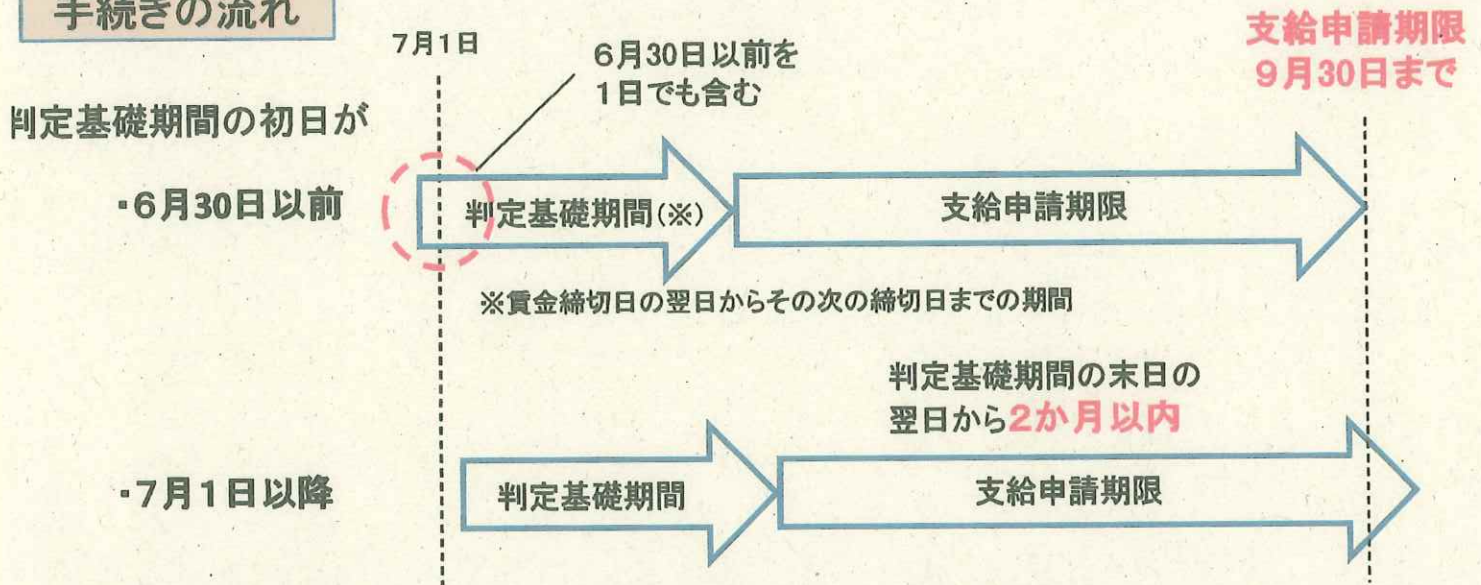 手続きの流れ
7月1日
6月30日以前を
1日でも含む
支給申請期限
9月30日まで
判定基礎期間の初日が
・6月30日以前
判定基礎期間(※)
支給申請期限
※賃金締切日の翌日からその次の締切日までの期間
判定基礎期間の末日の
翌日から2か月以内
・7月1日以降
判定基礎期間
支給申請期限